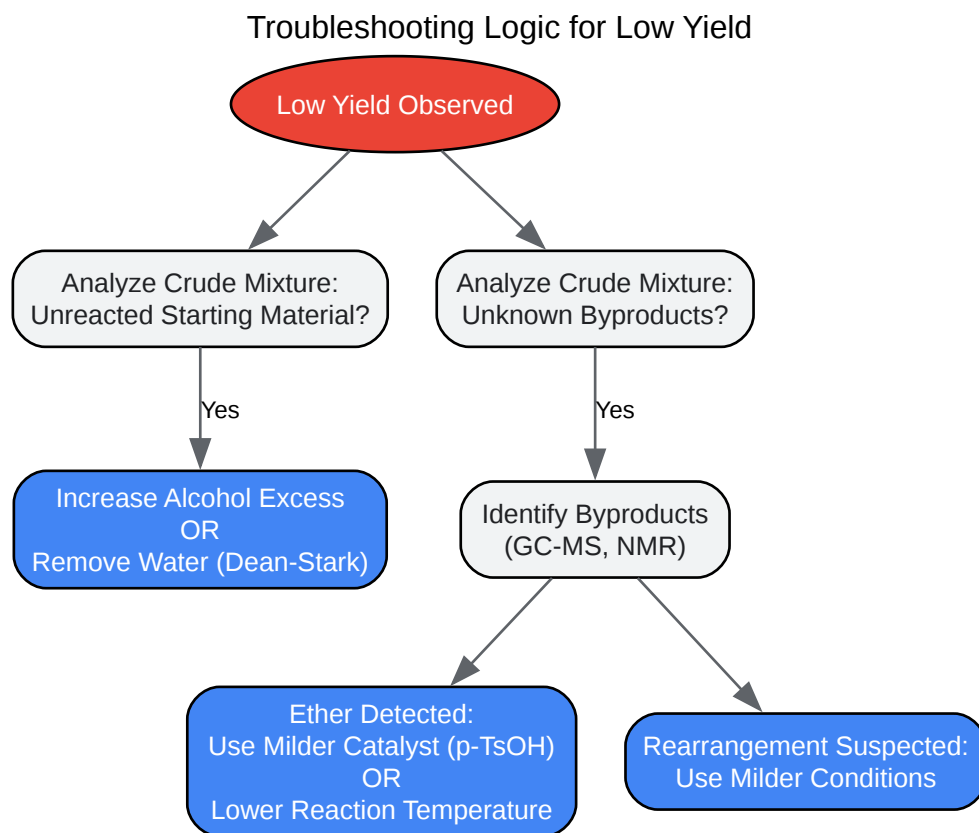 Troubleshooting Logic for Low Yield
Low Yield Observed
Analyze Crude Mixture:
Unreacted Starting Material?
Analyze Crude Mixture:
Unknown Byproducts?
Yes
Yes
Increase Alcohol Excess
OR
Remove Water (Dean-Stark)
Identify Byproducts
(GC-MS, NMR)
Ether Detected:
Use Milder Catalyst (p-TsOH)
OR
Lower Reaction Temperature
Rearrangement Suspected:
Use Milder Conditions